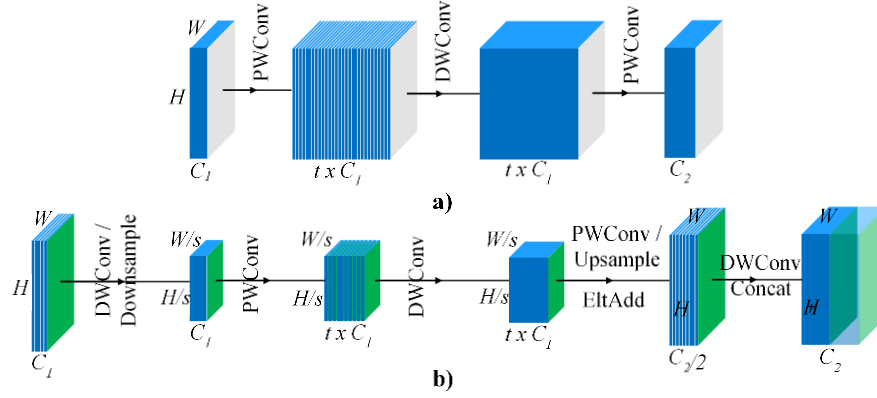 W
H
C1
PWConv
t x C1
DWConv
t x C1
PWConv
C2
a)
W
H
C1
DWConv /
Downsample
W/s
H/s
C1
PWConv
W/s
H/s
t x C1
DWConv
W/s
H/s
t x C1
PWConv /
Upsample
EltAdd
W
H
C2/2
DWConv
Concat
W
H
C2
b)